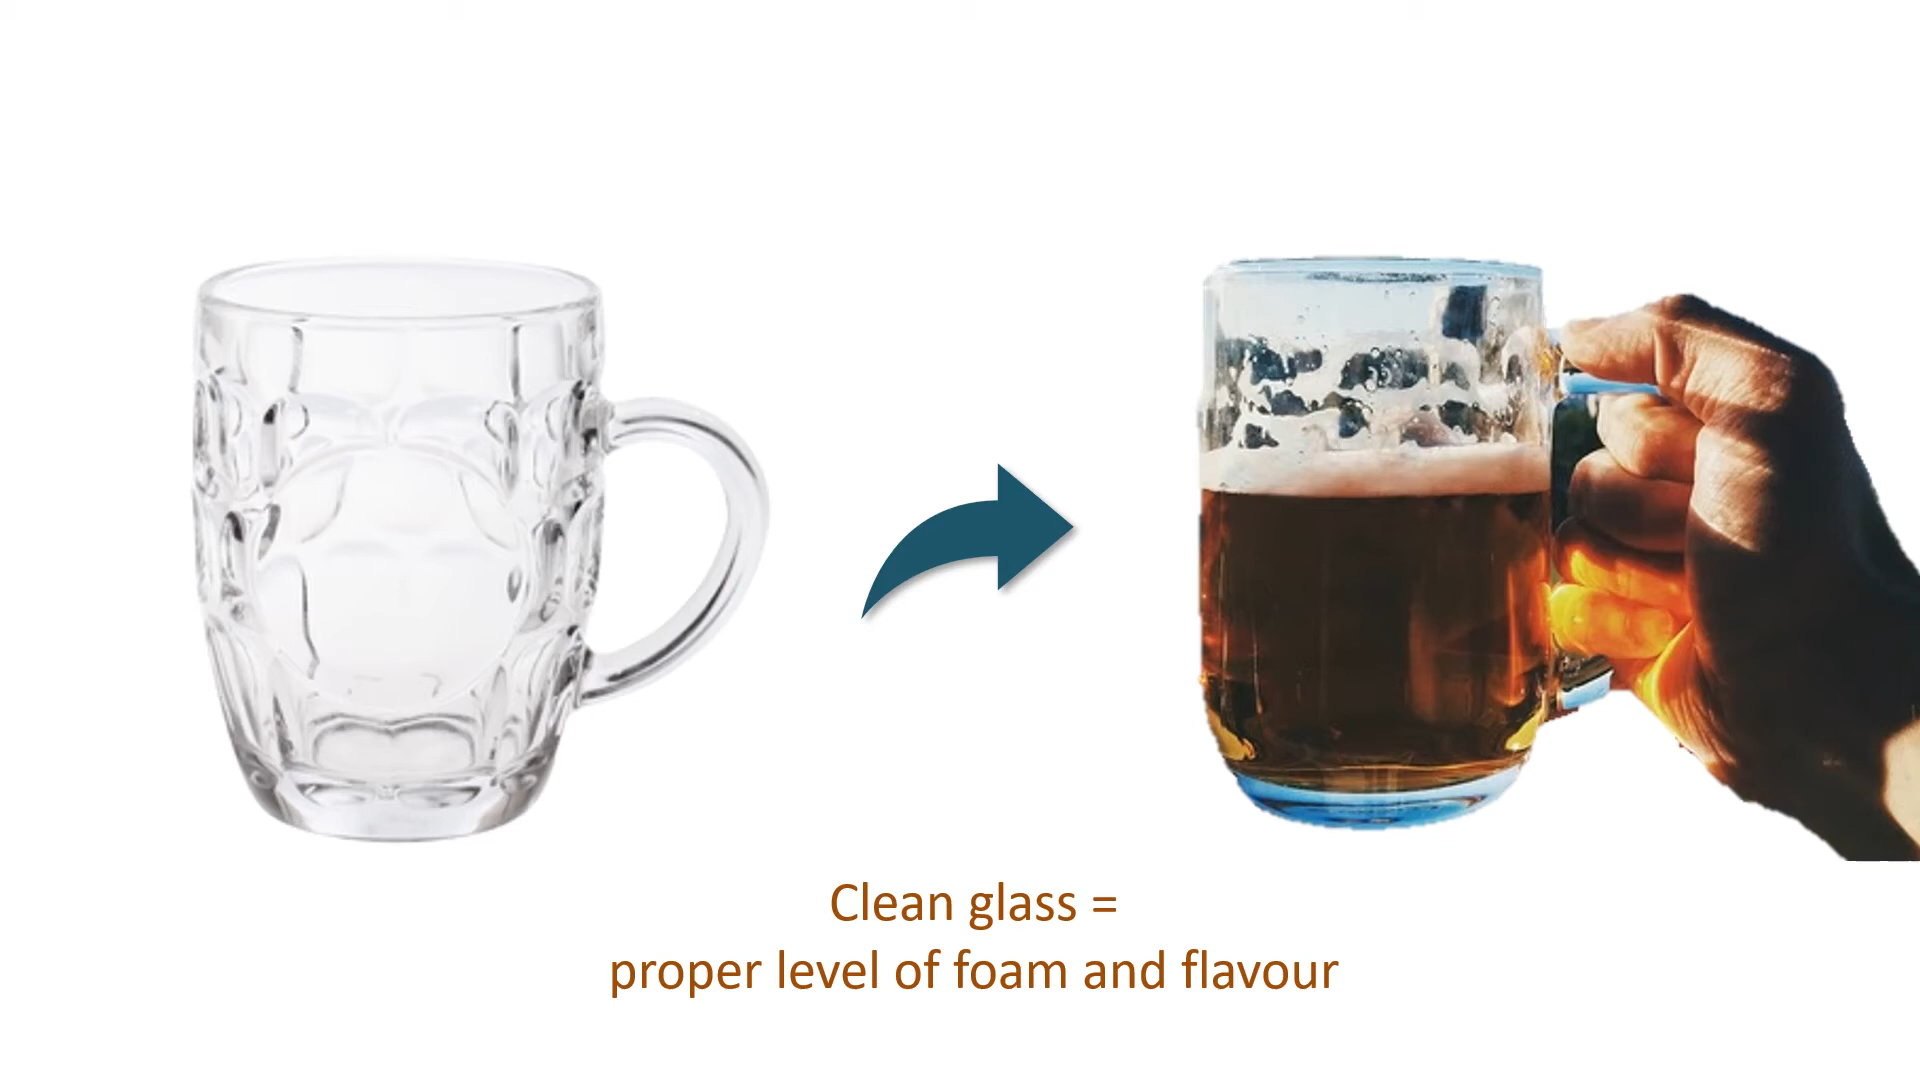 Clean glass =
proper level of foam and flavour